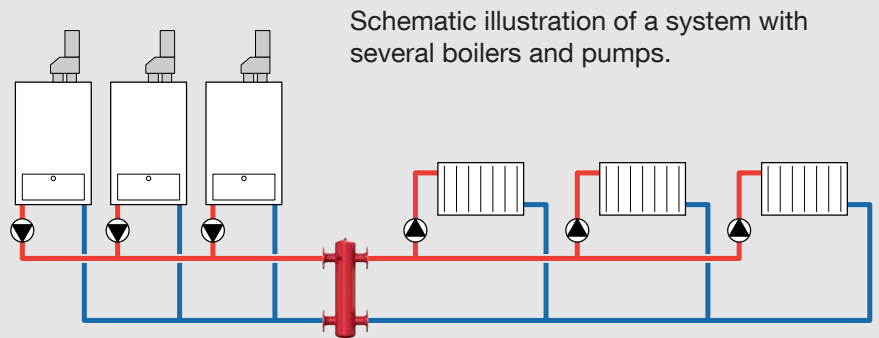 Schematic illustration of a system with
several boilers and pumps.